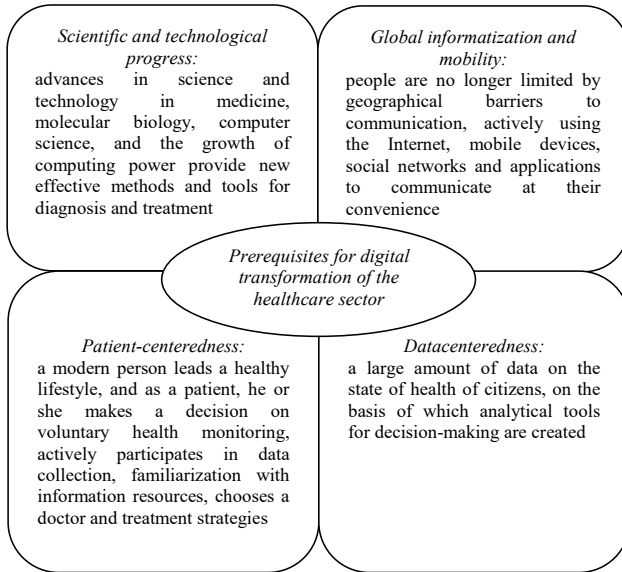 Scientific and technological
progress:
advances in science and
technology in medicine,
molecular biology, computer
science, and the growth of
computing power provide new
effective methods and tools for
diagnosis and treatment
Global informatization and
mobility:
people are no longer limited by
geographical barriers to
communication, actively using
the Internet, mobile devices,
social networks and applications
to communicate at their
convenience
Prerequisites for digital
transformation of the
healthcare sector
Patient-centeredness:
a modern person leads a healthy
lifestyle, and as a patient, he or
she makes a decision on
voluntary health monitoring,
actively participates in data
collection, familiarization with
information resources, chooses a
doctor and treatment strategies
Datacenteredness:
a large amount of data on the
state of health of citizens, on the
basis of which analytical tools
for decision-making are created